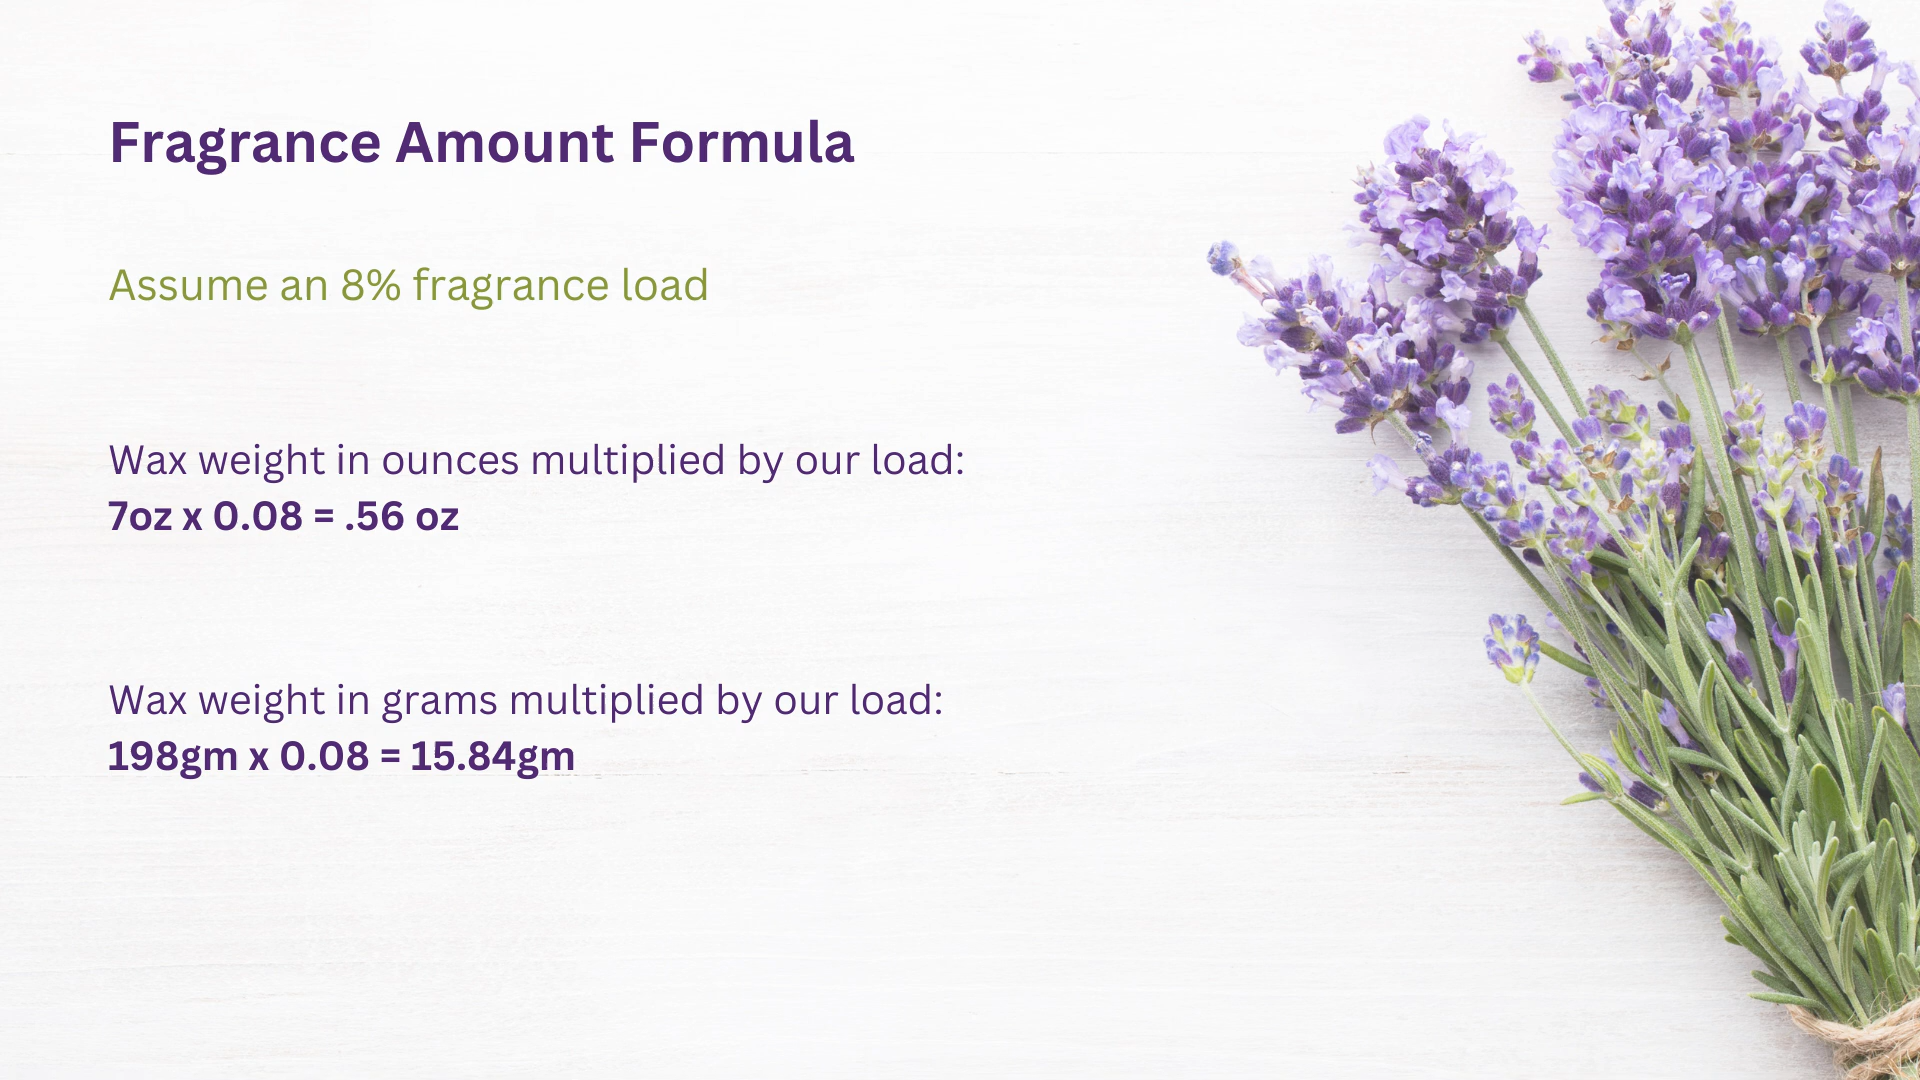 Fragrance Amount Formula
Assume an 8% fragrance load
Wax weight in ounces multiplied by our load:
7oz x 0.08 = .56 oz
Wax weight in grams multiplied by our load:
198gm x 0.08 = 15.84gm